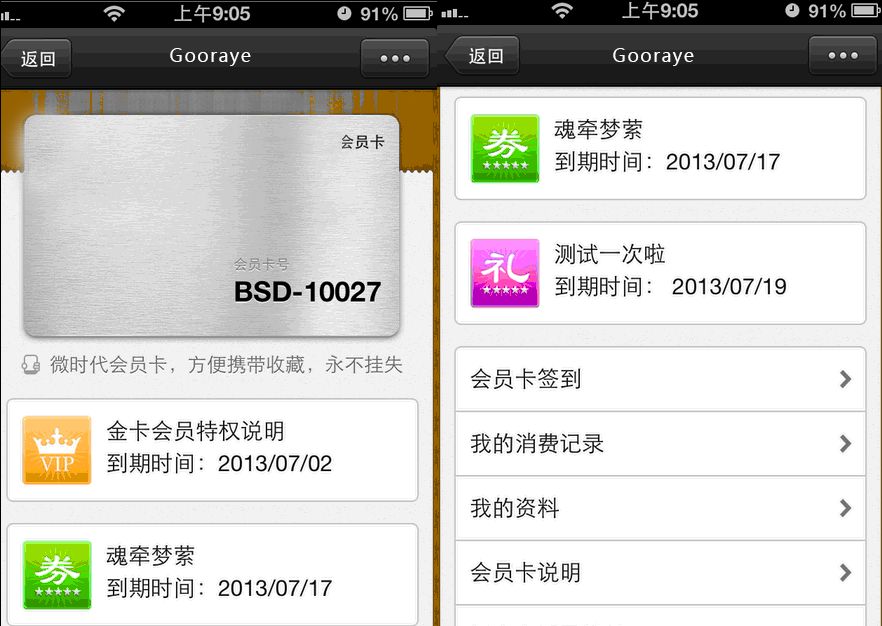 上午9:05
91%
返回
Gooraye
会员卡
会员卡号
BSD-10027
微时代会员卡，方便携带收藏，永不挂失
VIP
金卡会员特权说明
到期时间：2013/07/02
券
魂牵梦萦
到期时间：2013/07/17
上午9:05
91%
返回
Gooraye
券
魂牵梦萦
到期时间：2013/07/17
礼
测试一次啦
到期时间： 2013/07/19
会员卡签到
我的消费记录
我的资料
会员卡说明